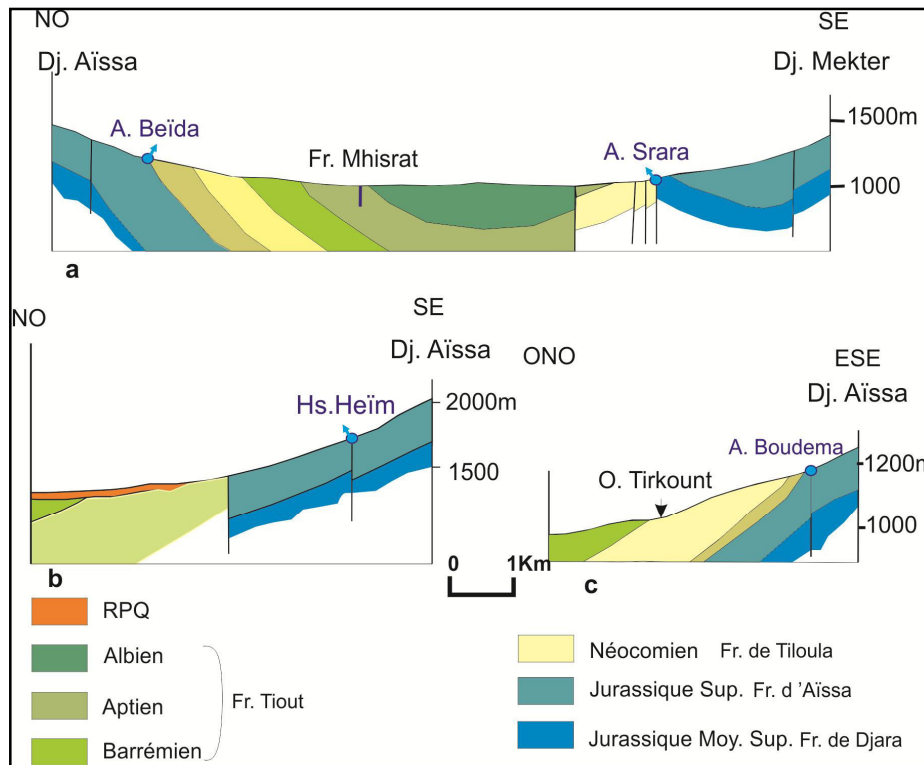 NO
SE
Dj. Aïssa
Dj. Mekter
A. Beïda
Fr. Mhisrat
A. Srara
1500m
1000
a
NO
SE
Dj. Aïssa
Hs.Heïm
2000m
1500
b
0 1Km
ONO
ESE
Dj. Aïssa
A. Boudema
O. Tirkount
1200m
1000
c
RPQ
Albien
Aptien
Barrémien
Fr. Tiout
Néocomien Fr. de Tiloula
Jurassique Sup. Fr. d 'Aïssa
Jurassique Moy. Sup. Fr. de Djara